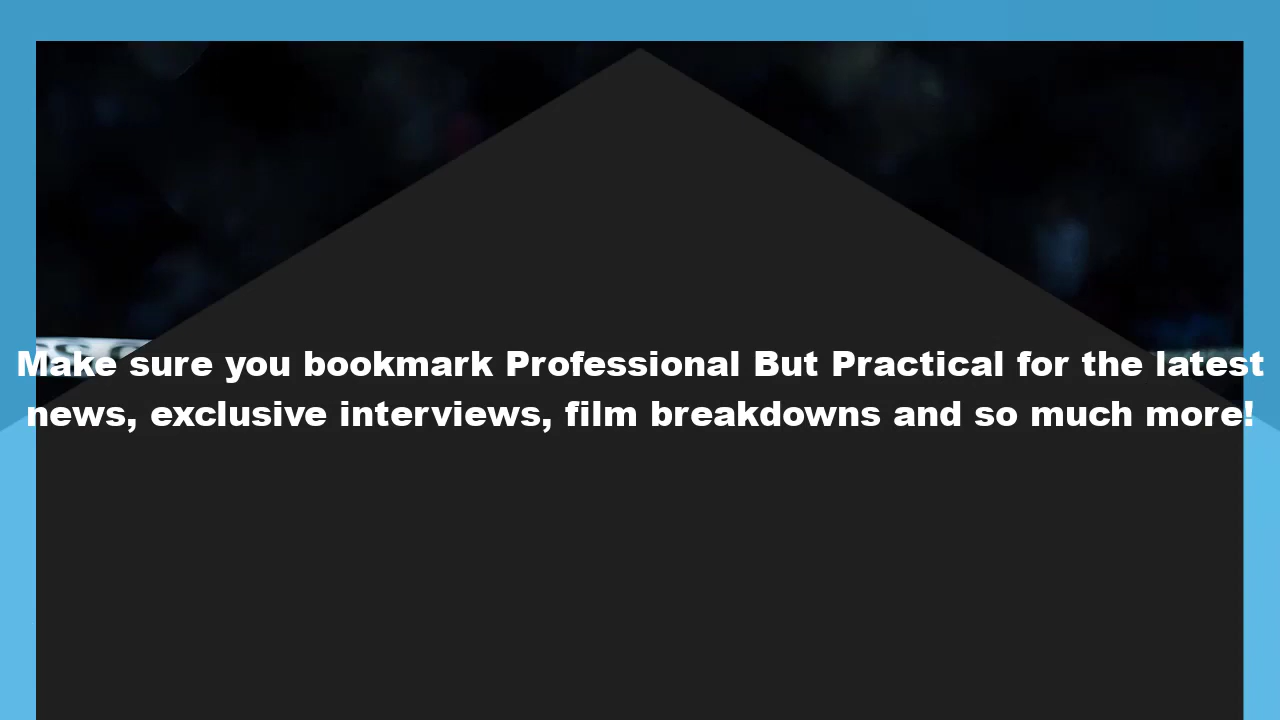 Make sure you bookmark Professional But Practical for the latest
news, exclusive interviews, film breakdowns and so much more!